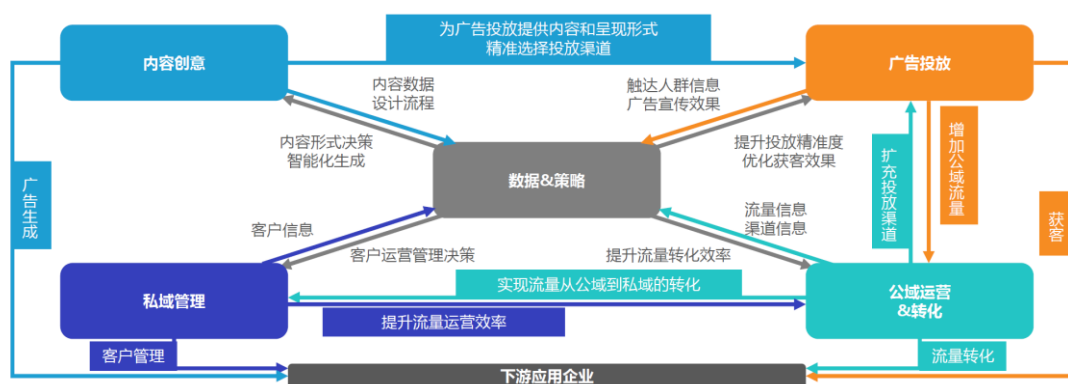 为广告投放提供内容和呈现形式
精准选择投放渠道
内容创意
广告投放
内容数据
设计流程
触达人群信息
广告宣传效果
内容形式决策
智能化生成
提升投放精准度
优化获客效果
数据&策略
广告生成
扩充投放渠道
增加公域流量
获客
客户信息
流量信息
渠道信息
客户运营管理决策
提升流量转化效率
私域管理
实现流量从公域到私域的转化
公域运营
&转化
提升流量运营效率
客户管理
流量转化
下游应用企业